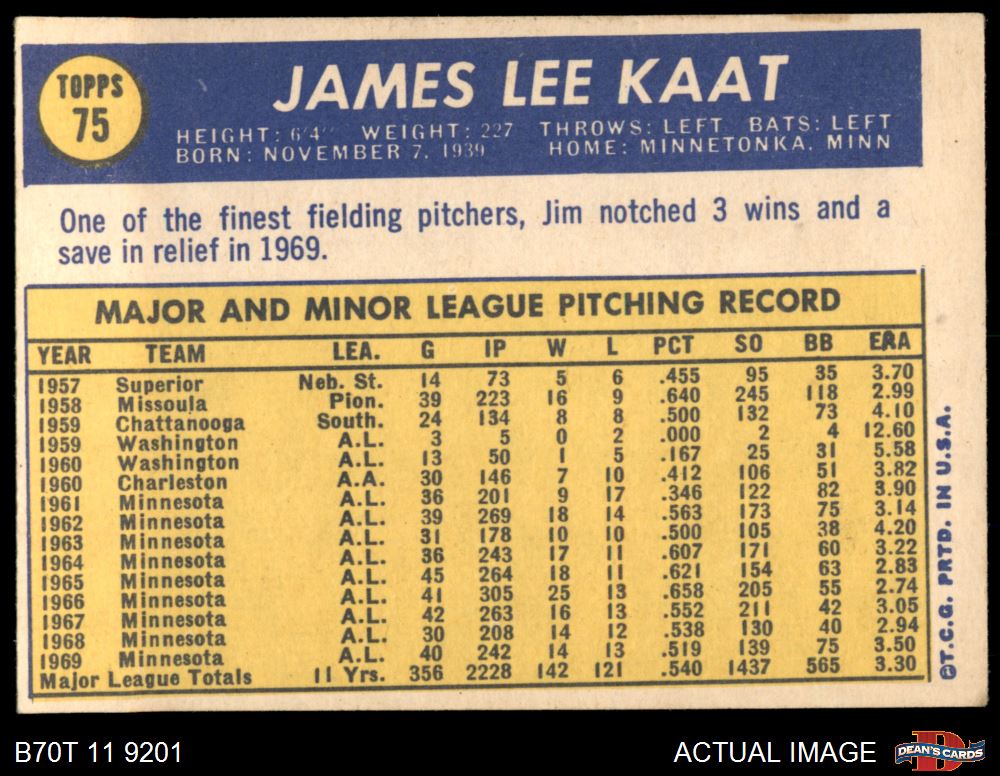 TOPPS
75
JAMES LEE KAAT
HEIGHT: 6'4" WEIGHT: 227 THROWS: LEFT BATS: LEFT
BORN: NOVEMBER 7, 1939 HOME: MINNETONKA, MINN
One of the finest fielding pitchers, Jim notched 3 wins and a
save in relief in 1969.
MAJOR AND MINOR LEAGUE PITCHING RECORD
YEAR TEAM LEA. G IP W L PCT SO BB ERA
1957 Superior Neb. St. 14 73 5 6 .455 95 35 3.70
1958 Missoula Pion. 39 223 16 9 .640 245 118 2.99
1959 Chattanooga South. 24 134 8 8 .500 132 73 4.10
1959 Washington A.L. 3 5 0 2 .000 2 4 12.60
1960 Washington A.L. 13 50 1 5 .167 25 31 5.58
1960 Charleston A.A. 30 146 7 10 .412 106 51 3.82
1961 Minnesota A.L. 36 201 9 17 .346 122 82 3.90
1962 Minnesota A.L. 39 269 18 14 .563 173 75 3.14
1963 Minnesota A.L. 31 178 10 10 .500 105 38 4.20
1964 Minnesota A.L. 36 243 17 11 .607 171 60 3.22
1965 Minnesota A.L. 45 264 18 11 .621 154 63 2.83
1966 Minnesota A.L. 41 305 25 13 .658 205 55 2.74
1967 Minnesota A.L. 42 263 16 13 .552 211 42 3.05
1968 Minnesota A.L. 30 208 14 12 .538 130 40 2.94
1969 Minnesota A.L. 40 242 14 13 .519 139 75 3.50
Major League Totals 11 Yrs. 356 2228 142 121 .540 1437 565 3.30
©T.C.G. PRTD. IN U.S.A.
B70T 11 9201
ACTUAL IMAGE
DEAN'S CARDS